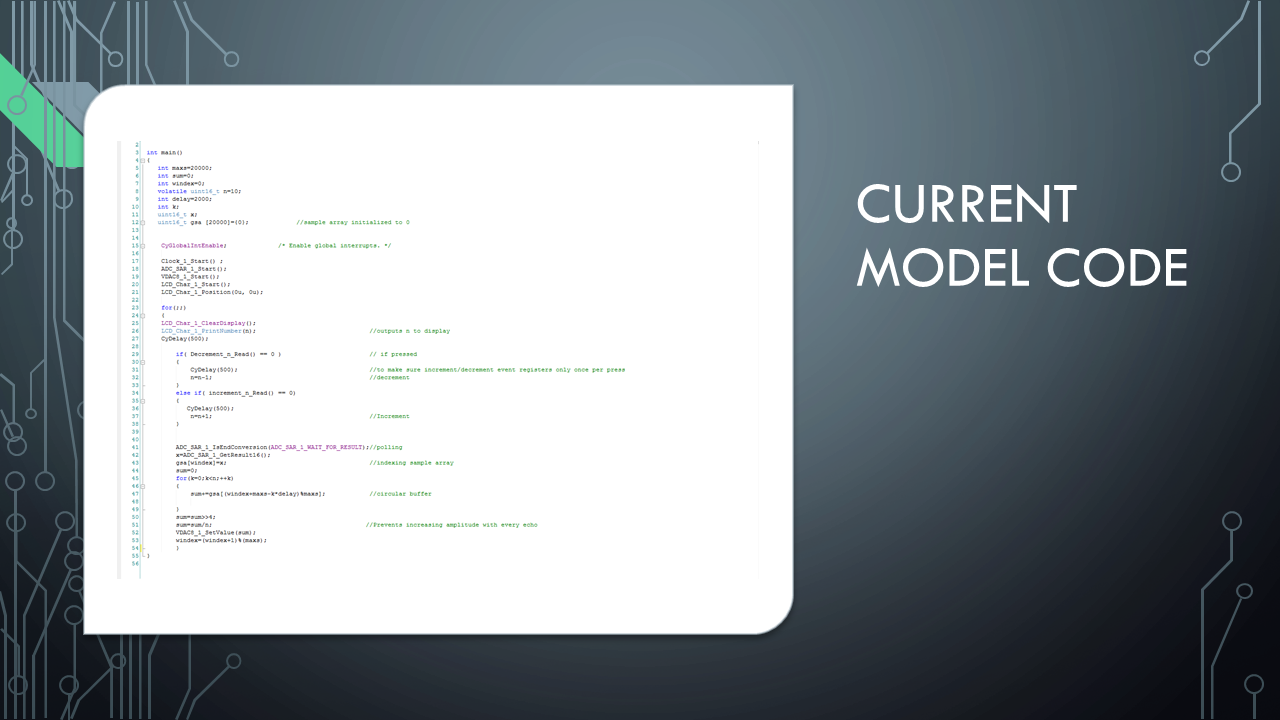 CURRENT
MODEL CODE
2
3 int main()
4 {
5 int maxs=20000;
6 int sum=0;
7 int windex=0;
8 volatile uint16_t n=10;
9 int delay=2000;
10 int k;
11 uint16_t x;
12 uint16_t gsa [20000]={0}; //sample array initialized to 0
13
14
15 CyGlobalIntEnable; /* Enable global interrupts. */
16
17 Clock_1_Start() ;
18 ADC_SAR_1_Start();
19 VDAC8_1_Start();
20 LCD_Char_1_Start();
21 LCD_Char_1_Position(0u, 0u);
22
23 for(;;)
24 {
25 LCD_Char_1_ClearDisplay();
26 LCD_Char_1_PrintNumber(n); //outputs n to display
27 CyDelay(500);
28
29 if( Decrement_n_Read() == 0 ) // if pressed
30 {
31 CyDelay(500); //to make sure increment/decrement event registers only once per press
32 n=n-1; //decrement
33 }
34 else if( increment_n_Read() == 0)
35 {
36 CyDelay(500);
37 n=n+1; //Increment
38 }
39
40
41 ADC_SAR_1_IsEndConversion(ADC_SAR_1_WAIT_FOR_RESULT);//polling
42 x=ADC_SAR_1_GetResult16();
43 gsa[windex]=x; //indexing sample array
44 sum=0;
45 for(k=0;k<n;++k)
46 {
47 sum+=gsa[(windex+maxs-k*delay)%maxs]; //circular buffer
48
49 }
50 sum=sum>>4;
51 sum=sum/n; //Prevents increasing amplitude with every echo
52 VDAC8_1_SetValue(sum);
53 windex=(windex+1)%(maxs);
54 }
55 }
56